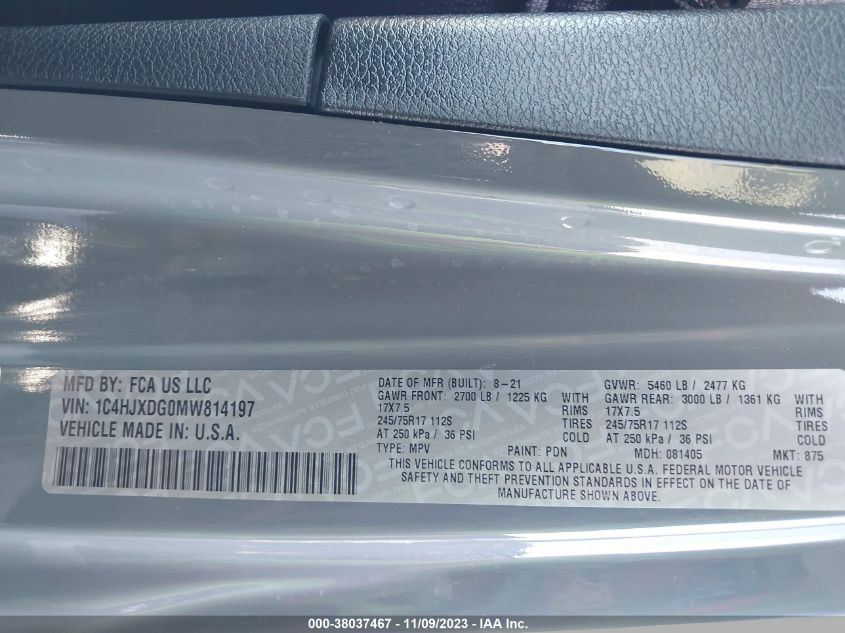 MFD BY: FCA US LLC
VIN: 1C4HJXDG0MW814197
VEHICLE MADE IN: U.S.A.
DATE OF MFR (BUILT): 8-21
GAWR FRONT: 2700 LB / 1225 KG WITH
17X7.5 RIMS
245/75R17 112S TIRES
AT 250 kPa / 36 PSI COLD
TYPE: MPV PAINT: PDN
GVWR: 5460 LB / 2477 KG
GAWR REAR: 3000 LB / 1361 KG WITH
17X7.5 RIMS
245/75R17 112S TIRES
AT 250 kPa / 36 PSI COLD
MDH: 081405 MKT: 875
THIS VEHICLE CONFORMS TO ALL APPLICABLE U.S.A. FEDERAL MOTOR VEHICLE
SAFETY AND THEFT PREVENTION STANDARDS IN EFFECT ON THE DATE OF
MANUFACTURE SHOWN ABOVE.
000-38037467 - 11/09/2023 - IAA Inc.